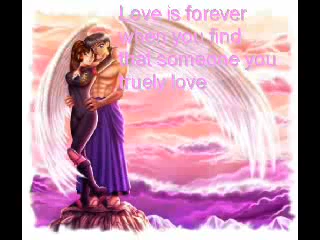 Love is forever
when you find
that someone you
truely love